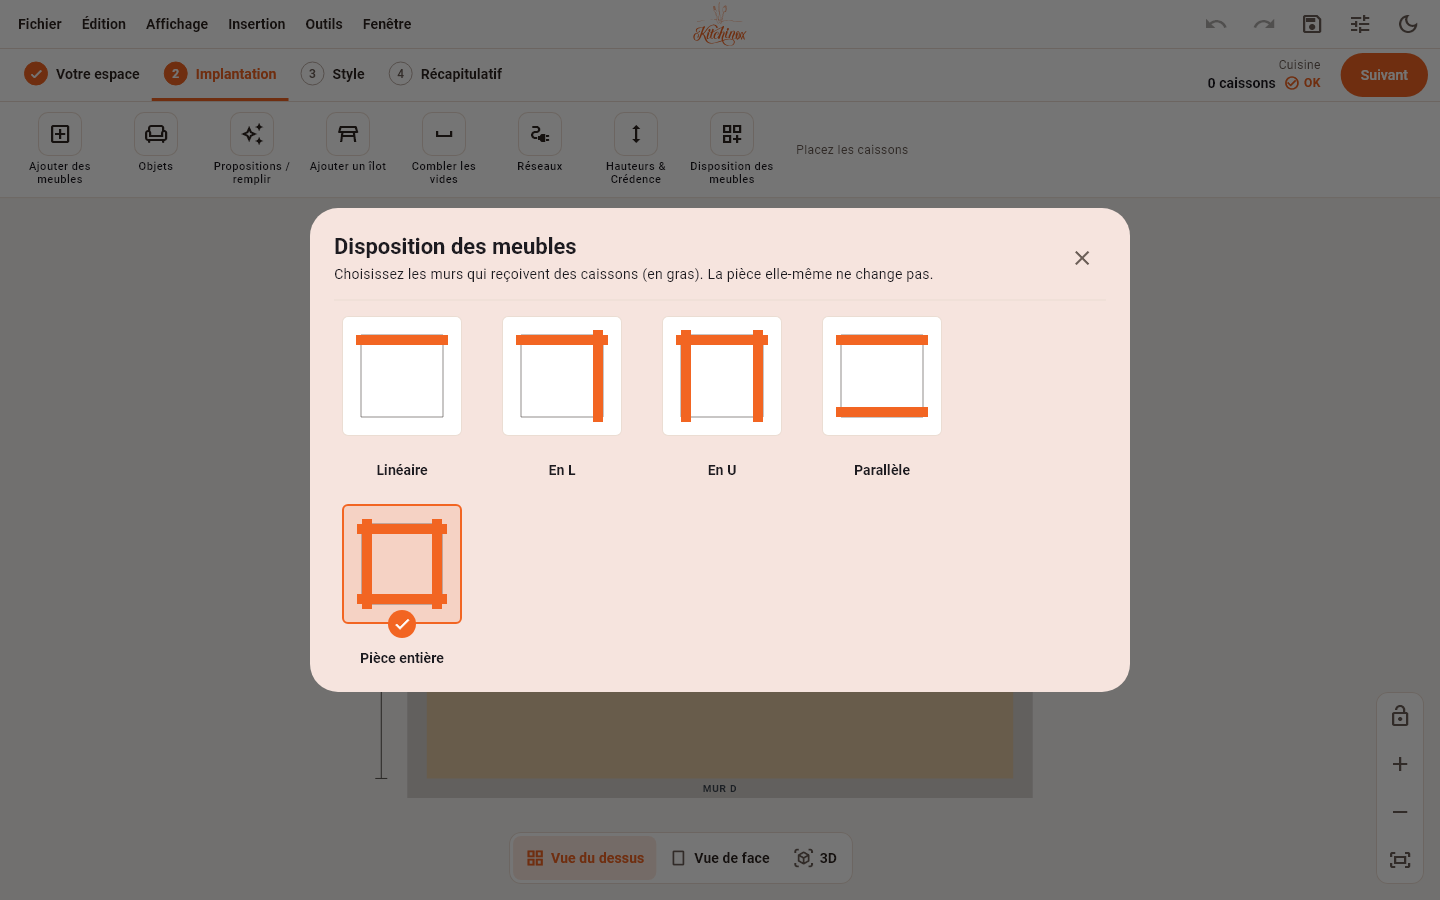 Fichier Édition Affichage Insertion Outils Fenêtre
Kitchinox
Votre espace 2 Implantation 3 Style 4 Récapitulatif
Cuisine
0 caissons OK
Suivant
Ajouter des
meubles
Objets
Propositions /
remplir
Ajouter un îlot
Combler les
vides
Réseaux
Hauteurs &
Crédence
Disposition des
meubles
Placez les caissons
Disposition des meubles
Choisissez les murs qui reçoivent des caissons (en gras). La pièce elle-même ne change pas.
Linéaire
En L
En U
Parallèle
Pièce entière
MUR D
Vue du dessus
Vue de face
3D